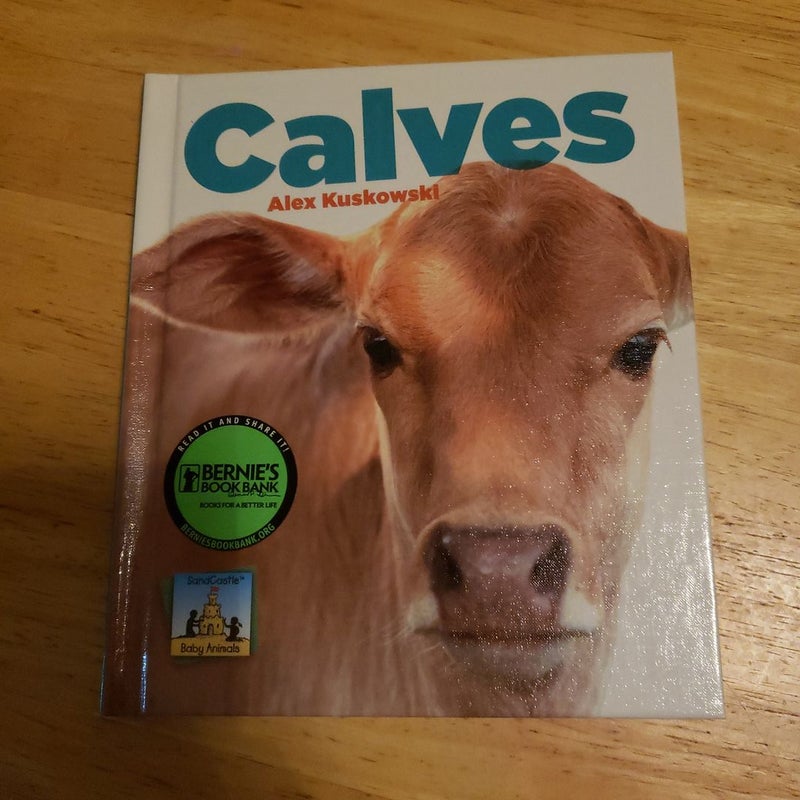 Calves
Alex Kuskowski
READ IT AND SHARE IT!
BERNIE'S
BOOK BANK
BOOKS FOR A BETTER LIFE
BERNIESBOOKBANK.ORG
SandCastle™
Baby Animals